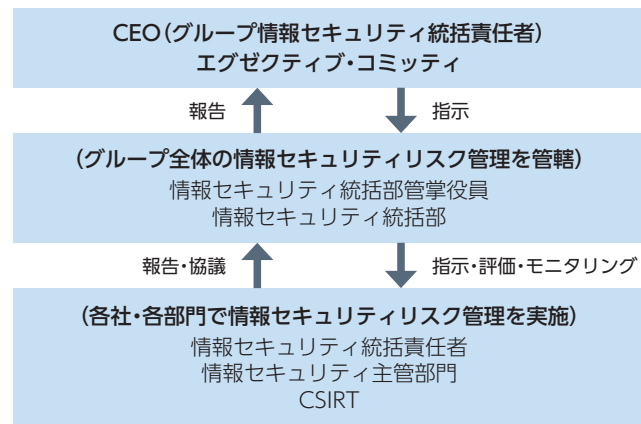 CEO（グループ情報セキュリティ統括責任者）
エグゼクティブ・コミッティ
報告
指示
（グループ全体の情報セキュリティリスク管理を管轄）
情報セキュリティ統括部管掌役員
情報セキュリティ統括部
報告・協議
指示・評価・モニタリング
（各社・各部門で情報セキュリティリスク管理を実施）
情報セキュリティ統括責任者
情報セキュリティ主管部門
CSIRT